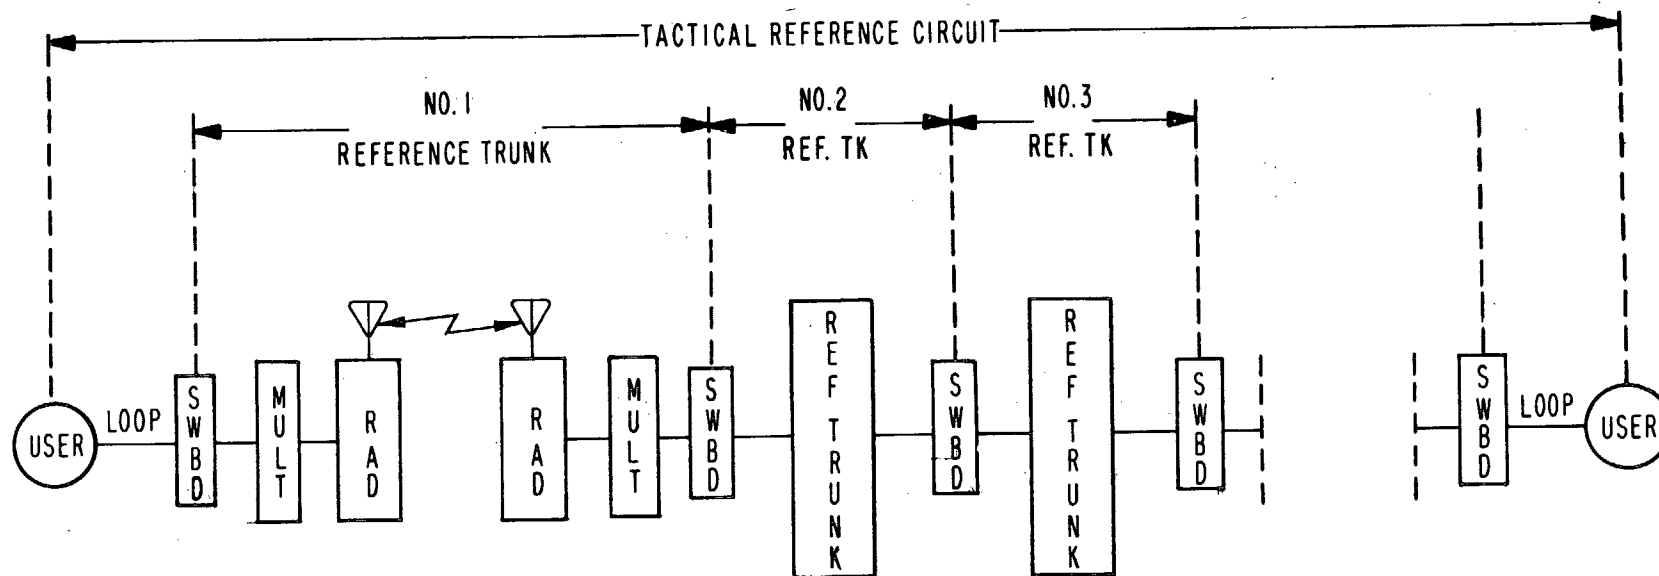 TACTICAL REFERENCE CIRCUIT
NO. 1
REFERENCE TRUNK
NO. 2
REF. TK
NO. 3
REF. TK
USER
LOOP
SWBD
MULT
RAD
RAD
MULT
SWBD
REF TRUNK
SWBD
REF TRUNK
SWBD
SWBD
LOOP
USER